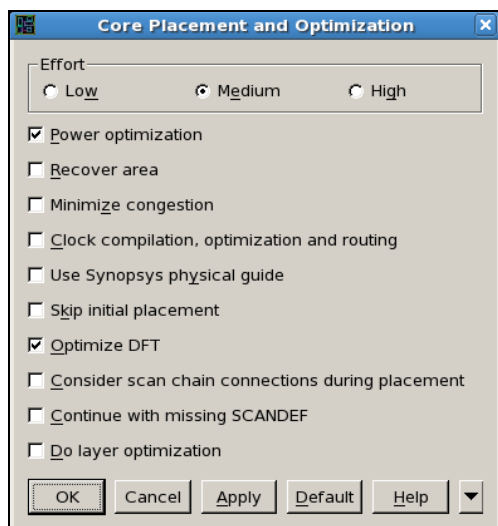 Core Placement and Optimization
Effort
Low Medium High
Power optimization
Recover area
Minimize congestion
Clock compilation, optimization and routing
Use Synopsys physical guide
Skip initial placement
Optimize DFT
Consider scan chain connections during placement
Continue with missing SCANDEF
Do layer optimization
OK Cancel Apply Default Help